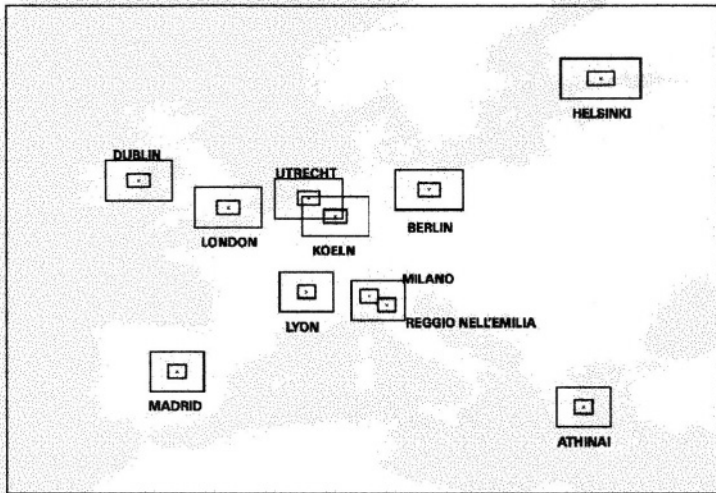 HELSINKI
DUBLIN
UTRECHT
LONDON
KOELN
BERLIN
MILANO
LYON
REGGIO NELL'EMILIA
MADRID
ATHINAI